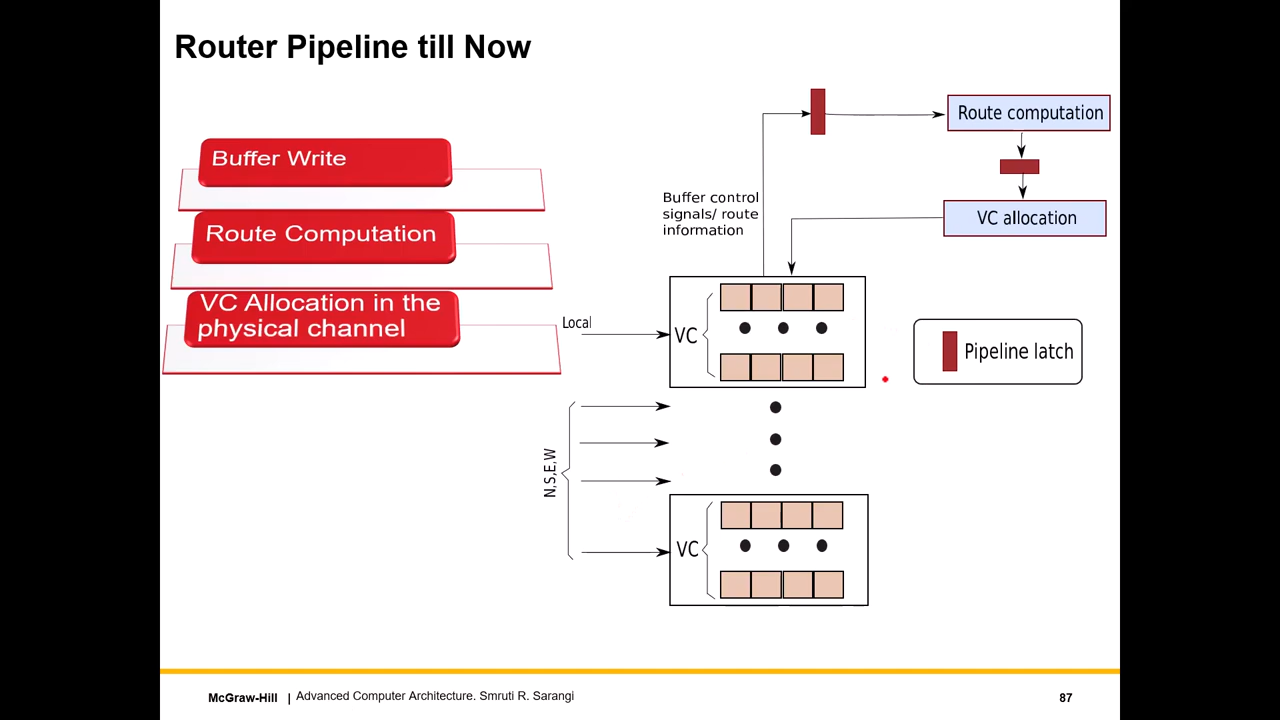 Router Pipeline till Now
Buffer Write
Route Computation
VC Allocation in the
physical channel
Route computation
VC allocation
Buffer control
signals/ route
information
Local
VC
Pipeline latch
N,S,E,W
VC
McGraw-Hill | Advanced Computer Architecture. Smruti R. Sarangi
87